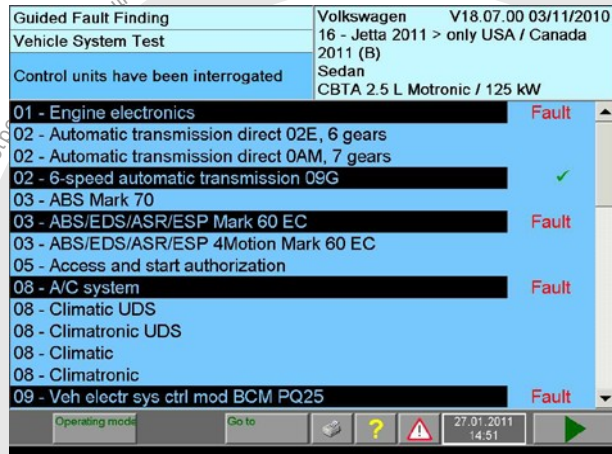 Guided Fault Finding
Vehicle System Test
Control units have been interrogated
Volkswagen V18.07.00 03/11/2010
16 - Jetta 2011 > only USA / Canada
2011 (B)
Sedan
CBTA 2.5 L Motronic / 125 kW
01 - Engine electronics Fault
02 - Automatic transmission direct 02E, 6 gears
02 - Automatic transmission direct 0AM, 7 gears
02 - 6-speed automatic transmission 09G ✓
03 - ABS Mark 70
03 - ABS/EDS/ASR/ESP Mark 60 EC Fault
03 - ABS/EDS/ASR/ESP 4Motion Mark 60 EC
05 - Access and start authorization
08 - A/C system Fault
08 - Climatic UDS
08 - Climatronic UDS
08 - Climatic
08 - Climatronic
09 - Veh electr sys ctrl mod BCM PQ25 Fault
Operating mode Go to ? 27.01.2011
14:51